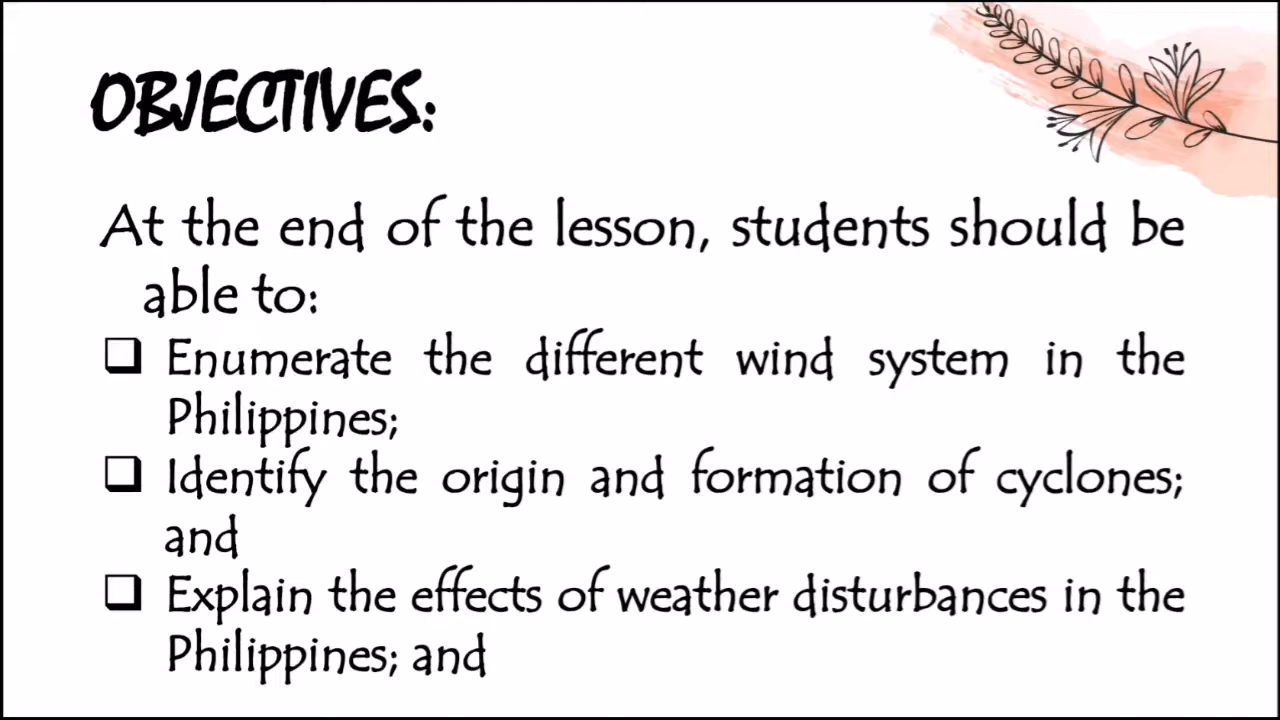 OBJECTIVES:
At the end of the lesson, students should be
able to:
❑ Enumerate the different wind system in the
Philippines;
❑ Identify the origin and formation of cyclones;
and
❑ Explain the effects of weather disturbances in the
Philippines; and